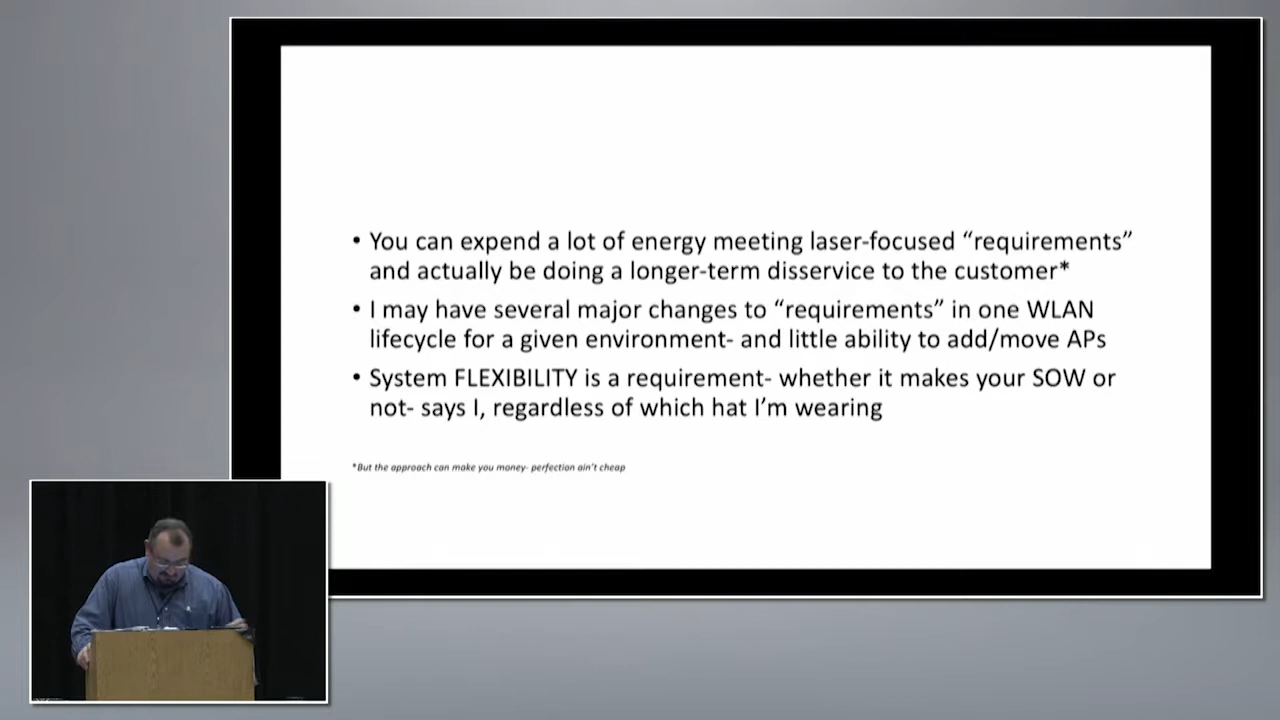 • You can expend a lot of energy meeting laser-focused “requirements”
and actually be doing a longer-term disservice to the customer*
• I may have several major changes to “requirements” in one WLAN
lifecycle for a given environment- and little ability to add/move APs
• System FLEXIBILITY is a requirement- whether it makes your SOW or
not- says I, regardless of which hat I’m wearing
*But the approach can make you money- perfection ain’t cheap